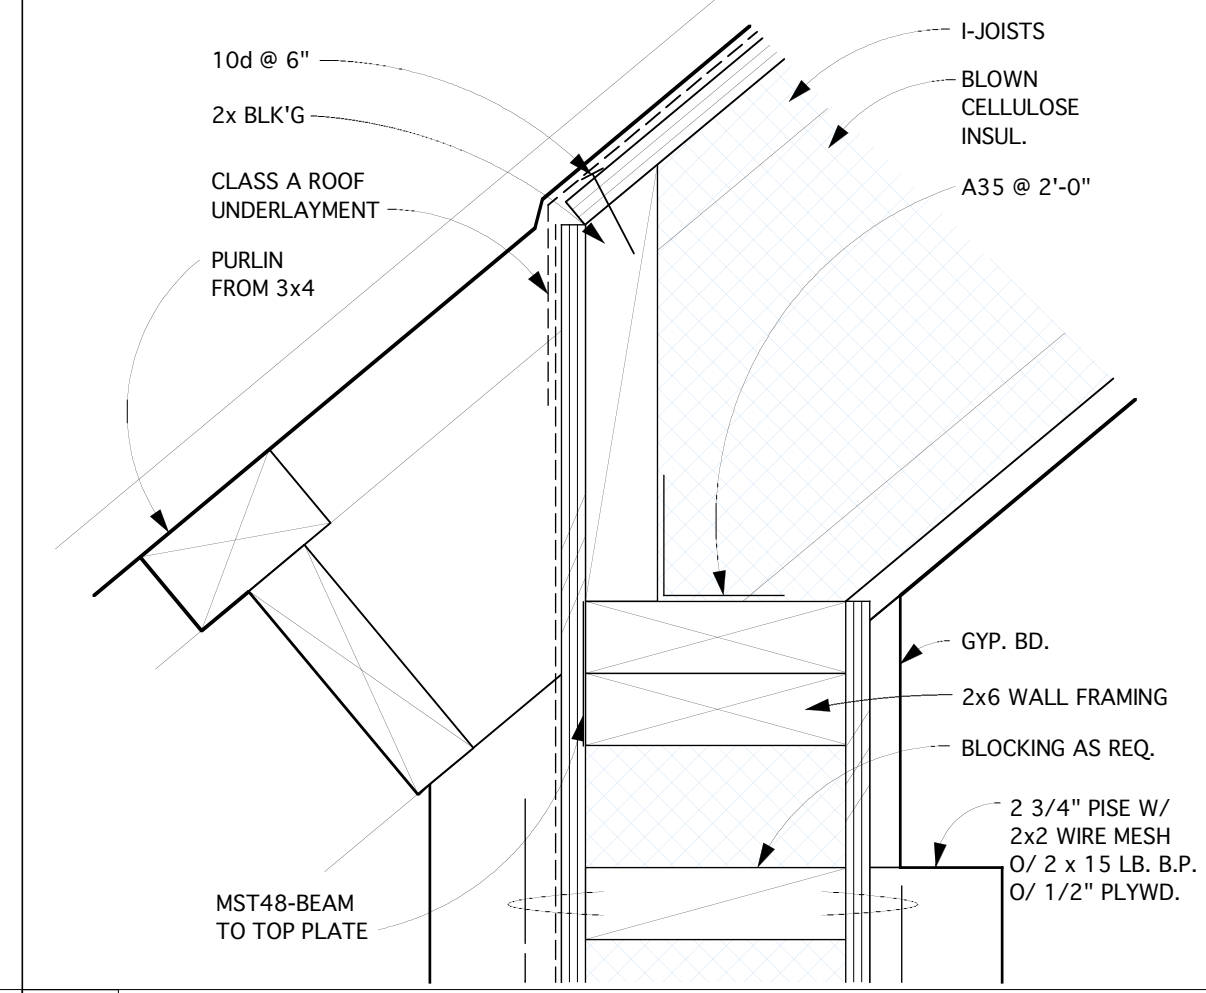 10d @ 6"
2x BLK'G
CLASS A ROOF
UNDERLAYMENT
PURLIN
FROM 3x4
I-JOISTS
BLOWN
CELLULOSE
INSUL.
A35 @ 2'-0"
GYP. BD.
2x6 WALL FRAMING
BLOCKING AS REQ.
2 3/4" PISE W/
2x2 WIRE MESH
O/ 2 x 15 LB. B.P.
O/ 1/2" PLYWD.
MST48-BEAM
TO TOP PLATE